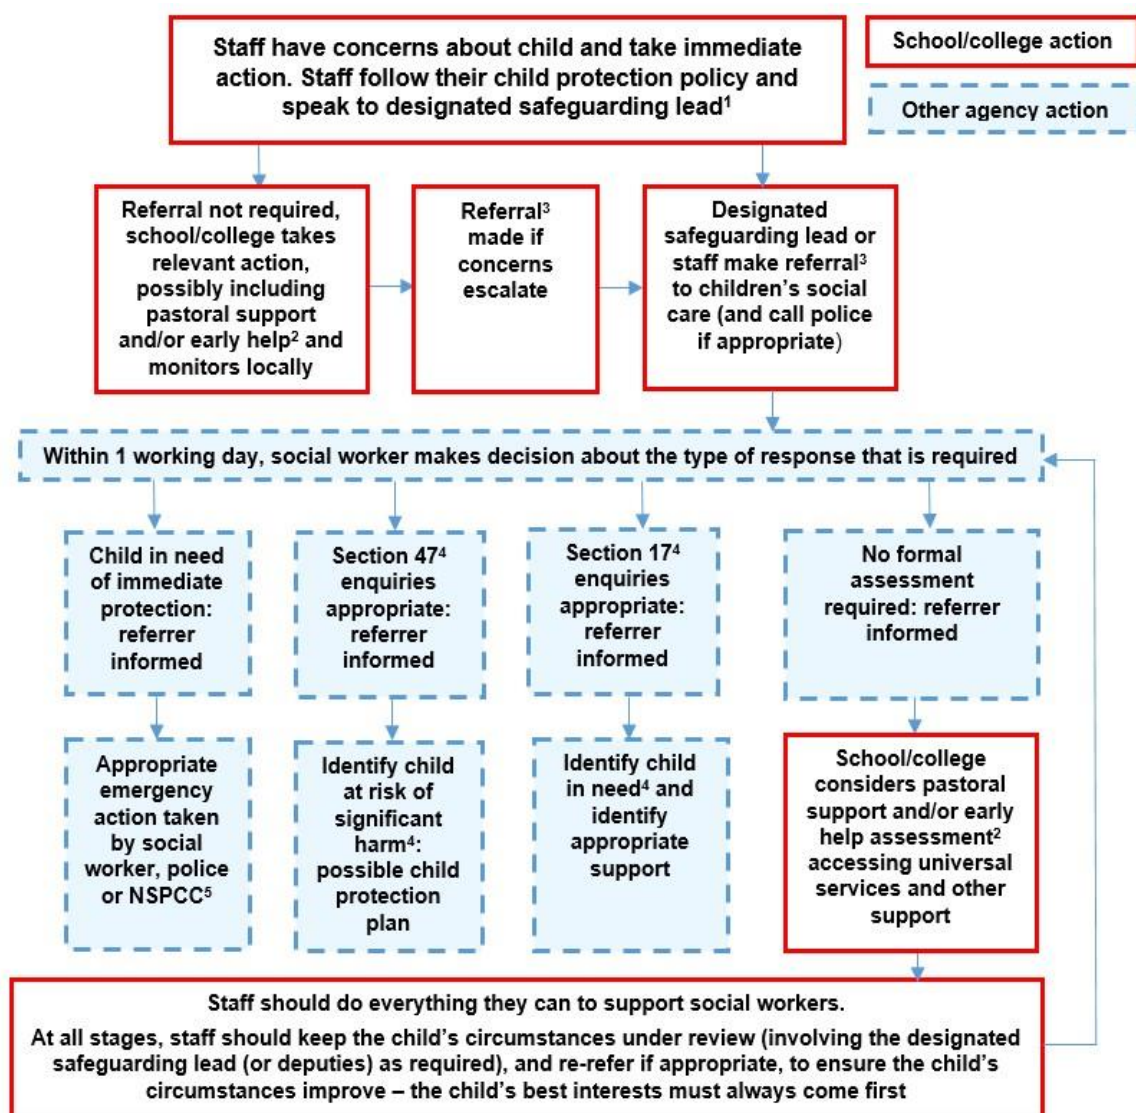 Staff have concerns about child and take immediate
action. Staff follow their child protection policy and
speak to designated safeguarding lead¹
School/college action
Other agency action
Referral not required,
school/college takes
relevant action,
possibly including
pastoral support
and/or early help² and
monitors locally
Referral³
made if
concerns
escalate
Designated
safeguarding lead or
staff make referral³
to children’s social
care (and call police
if appropriate)
Within 1 working day, social worker makes decision about the type of response that is required
Child in need
of immediate
protection:
referrer
informed
Section 47⁴
enquiries
appropriate:
referrer
informed
Section 17⁴
enquiries
appropriate:
referrer
informed
No formal
assessment
required: referrer
informed
Appropriate
emergency
action taken
by social
worker, police
or NSPCC⁵
Identify child
at risk of
significant
harm⁴:
possible child
protection
plan
Identify child
in need⁴ and
identify
appropriate
support
School/college
considers pastoral
support and/or early
help assessment²
accessing universal
services and other
support
Staff should do everything they can to support social workers.
At all stages, staff should keep the child’s circumstances under review (involving the designated
safeguarding lead (or deputies) as required), and re-refer if appropriate, to ensure the child’s
circumstances improve – the child’s best interests must always come first